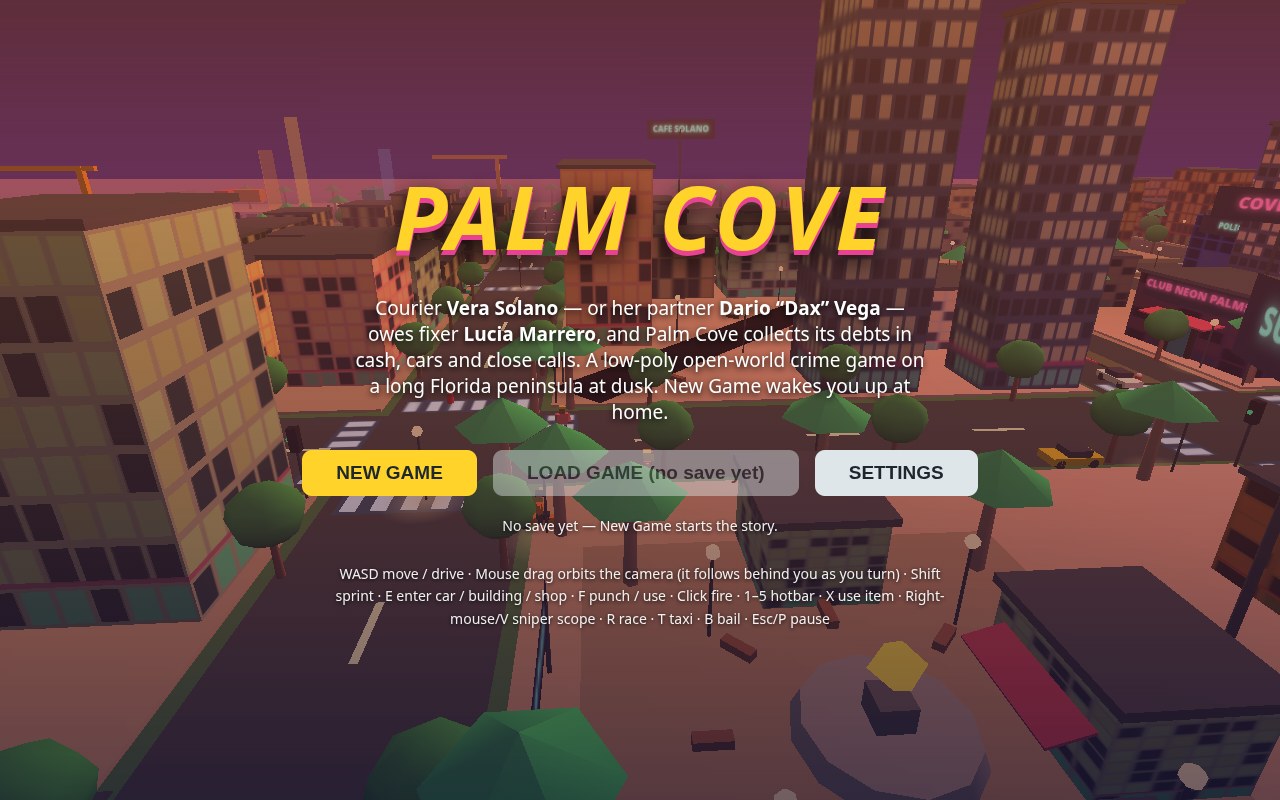 CAFE SOLANO
PALM COVE
POLI
CLUB NEON PALMS
Courier Vera Solano — or her partner Dario “Dax” Vega —
owes fixer Lucía Marrero, and Palm Cove collects its debts in
cash, cars and close calls. A low-poly open-world crime game on
a long Florida peninsula at dusk. New Game wakes you up at
home.
NEW GAME
LOAD GAME (no save yet)
SETTINGS
No save yet — New Game starts the story.
WASD move / drive · Mouse drag orbits the camera (it follows behind you as you turn) · Shift
sprint · E enter car / building / shop · F punch / use · Click fire · 1–5 hotbar · X use item · Right-
mouse/V sniper scope · R race · T taxi · B bail · Esc/P pause